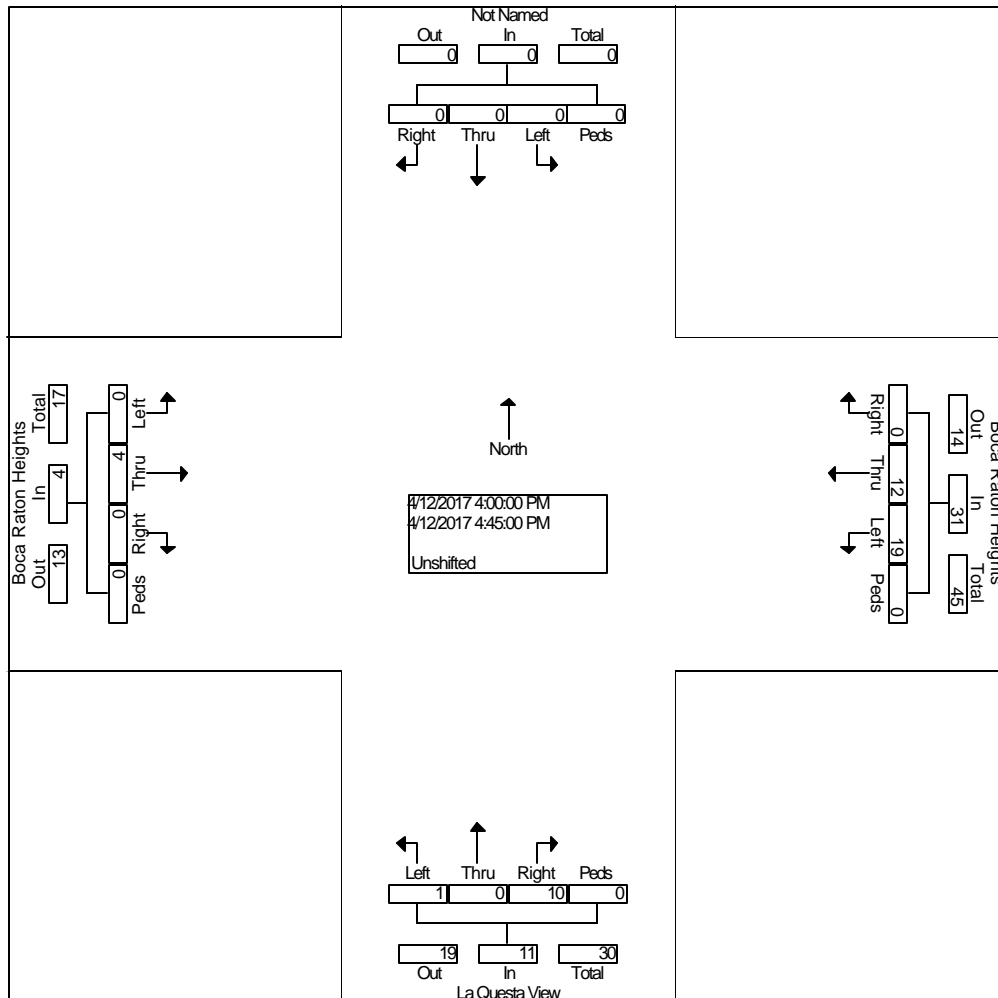 Not Named
Out In Total
0 0 0
0 0 0 0
Right Thru Left Peds
Boca Raton Heights
Total In Out
17 4 13
0 4 0 0
Left Thru Right Peds
North
4/12/2017 4:00:00 PM
4/12/2017 4:45:00 PM
Unshifted
Right Thru Left Peds
0 12 19 0
14 31 45
Out In Total
Boca Raton Heights
Left Thru Right Peds
1 0 10 0
19 11 30
Out In Total
La Questa View